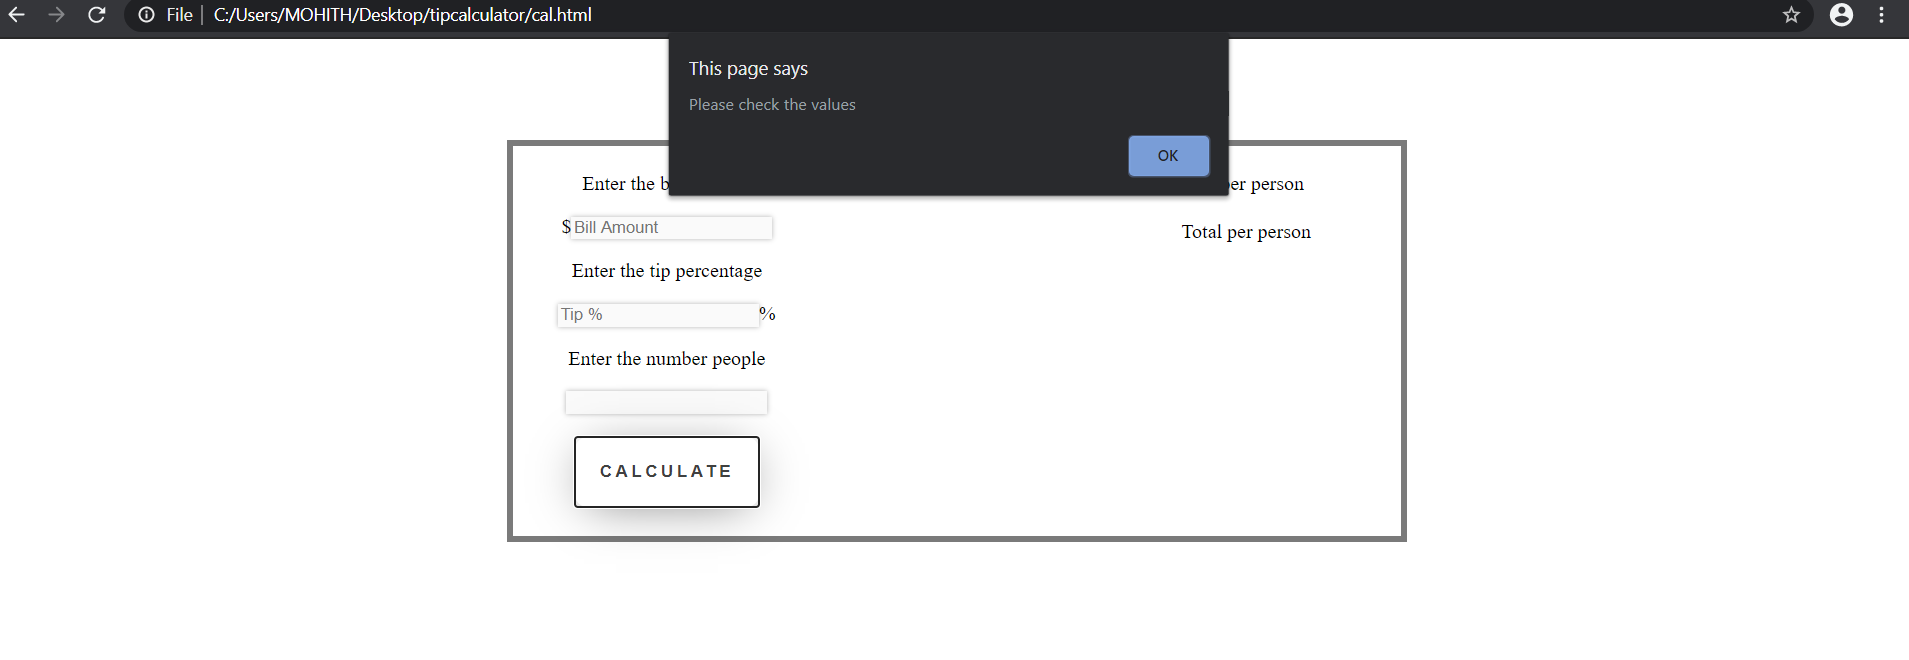 File | C:/Users/MOHITH/Desktop/tipcalculator/cal.html
This page says
Please check the values
OK
Enter the
per person
$ Bill Amount
Total per person
Enter the tip percentage
Tip % %
Enter the number people
CALCULATE